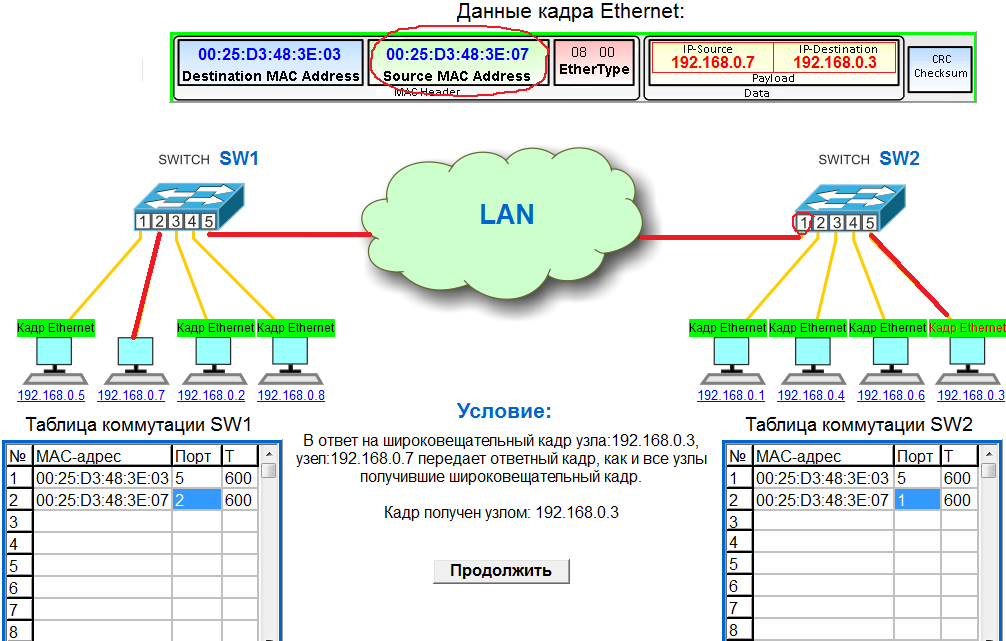 Данные кадра Ethernet:
00:25:D3:48:3E:03
Destination MAC Address
00:25:D3:48:3E:07
Source MAC Address
MAC Header
08 00
EtherType
IP-Source
192.168.0.7
IP-Destination
192.168.0.3
Payload
Data
CRC
Checksum
SWITCH SW1
1 2 3 4 5
LAN
SWITCH SW2
1 2 3 4 5
Кадр Ethernet
Кадр Ethernet
Кадр Ethernet
Кадр Ethernet
Кадр Ethernet
Кадр Ethernet
Кадр Ethernet
192.168.0.5
192.168.0.7
192.168.0.2
192.168.0.8
192.168.0.1
192.168.0.4
192.168.0.6
192.168.0.3
Таблица коммутации SW1
№ MAC-адрес Порт T
1 00:25:D3:48:3E:03 5 600
2 00:25:D3:48:3E:07 2 600
3
4
5
6
7
8
Условие:
В ответ на широковещательный кадр узла:192.168.0.3,
узел:192.168.0.7 передает ответный кадр, как и все узлы
получившие широковещательный кадр.
Кадр получен узлом: 192.168.0.3
Продолжить
Таблица коммутации SW2
№ MAC-адрес Порт T
1 00:25:D3:48:3E:03 5 600
2 00:25:D3:48:3E:07 1 600
3
4
5
6
7
8